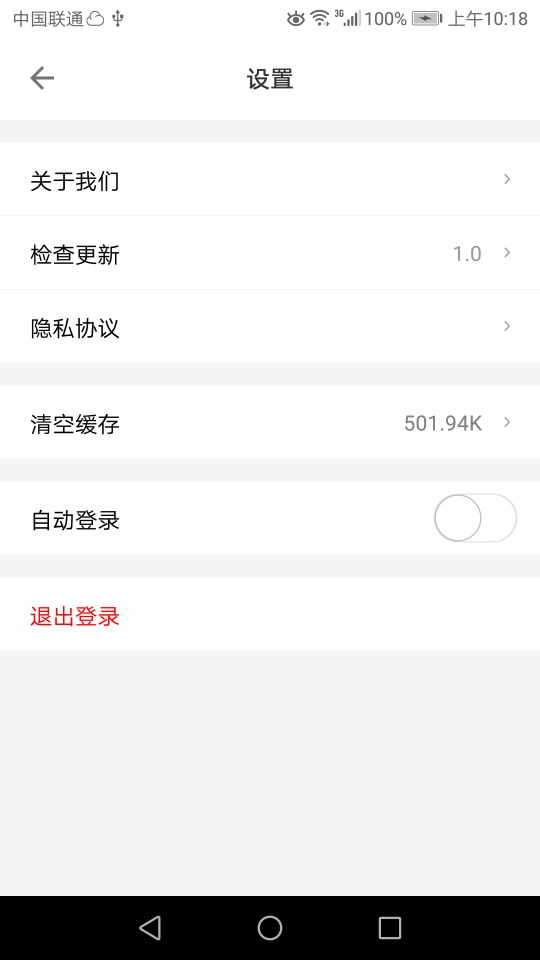 中国联通 3G 100% 上午10:18
设置
关于我们
检查更新 1.0
隐私协议
清空缓存 501.94K
自动登录
退出登录